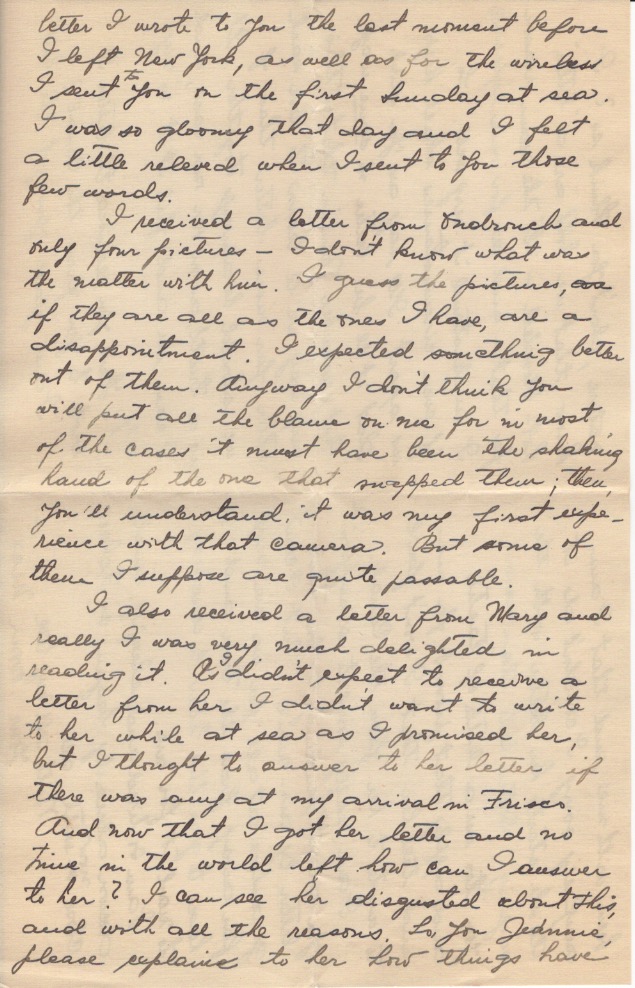 letter I wrote to You the last moment before
I left New York, as well as for the wireless
I sent to You on the first Sunday at sea.
I was so gloomy that day and I felt
a little releved when I sent to You those
few words.
I received a letter from Ondrouch and
only four pictures — I don't know what was
the matter with him. I guess the pictures, as
if they are all as the ones I have, are a
disappointment. I expected something better
out of them. Anyway I don't think You
will put all the blame on me for in most
of the cases it must have been the shaking
hand of the one that snapped them; then,
You'll understand, it was my first expe-
rience with that camera. But some of
them I suppose are quite passable.
I also received a letter from Mary and
really I was very much delighted in
reading it. As I didn't expect to receive a
letter from her I didn't want to write
to her while at sea as I promised her,
but I thought to answer to her letter if
there was any at my arrival in Frisco.
And now that I got her letter and no
time in the world left how can I answer
to her? I can see her disgusted about this,
and with all the reasons. So, You Jeannie,
please explain to her how things have